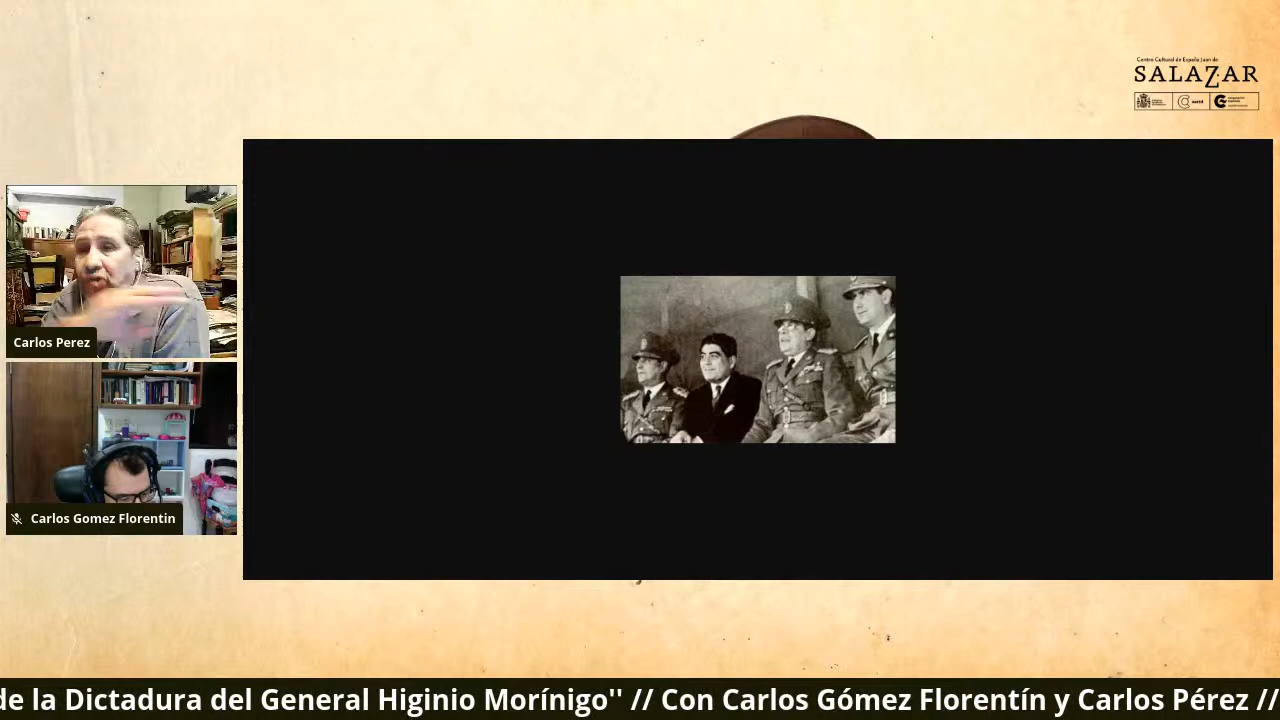 Centro Cultural de España Juan de
SALAZAR
aecid
Carlos Perez
Carlos Gomez Florentin
de la Dictadura del General Higinio Morínigo'' // Con Carlos Gómez Florentín y Carlos Pérez //